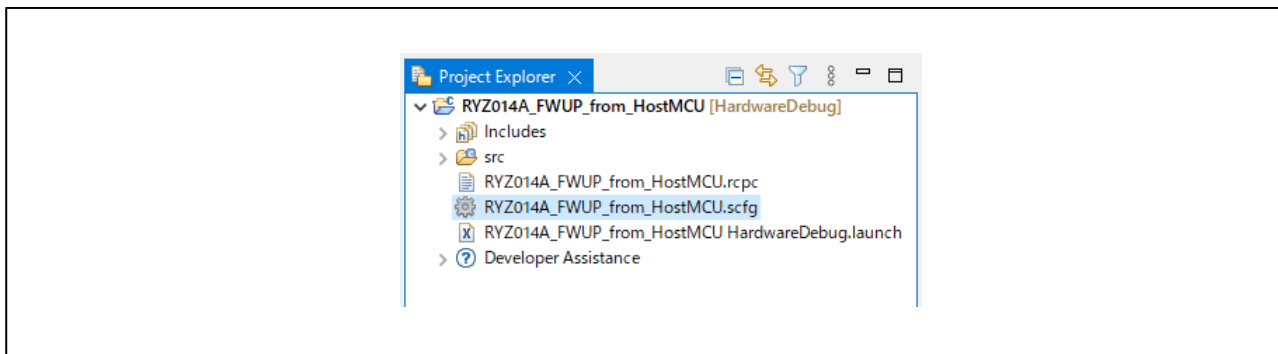 Project Explorer
RYZ014A_FWUP_from_HostMCU [HardwareDebug]
Includes
src
RYZ014A_FWUP_from_HostMCU.rcpc
RYZ014A_FWUP_from_HostMCU.scfg
RYZ014A_FWUP_from_HostMCU HardwareDebug.launch
Developer Assistance